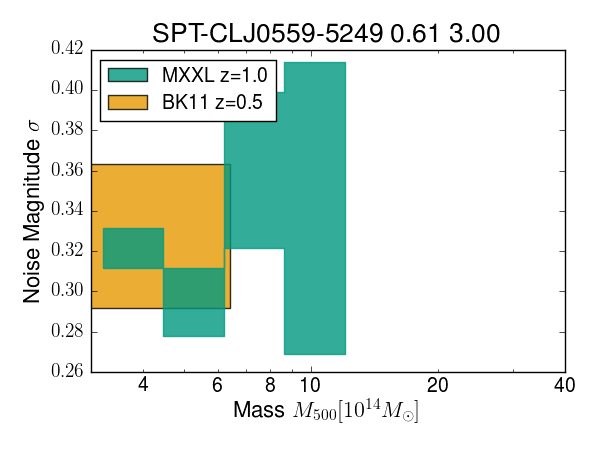 SPT-CLJ0559-5249 0.61 3.00
0.42
0.40
0.38
0.36
0.34
0.32
0.30
0.28
0.26
Noise Magnitude σ
MXXL z=1.0
BK11 z=0.5
4 6 8 10 20 40
Mass M₅₀₀[10¹⁴M☉]